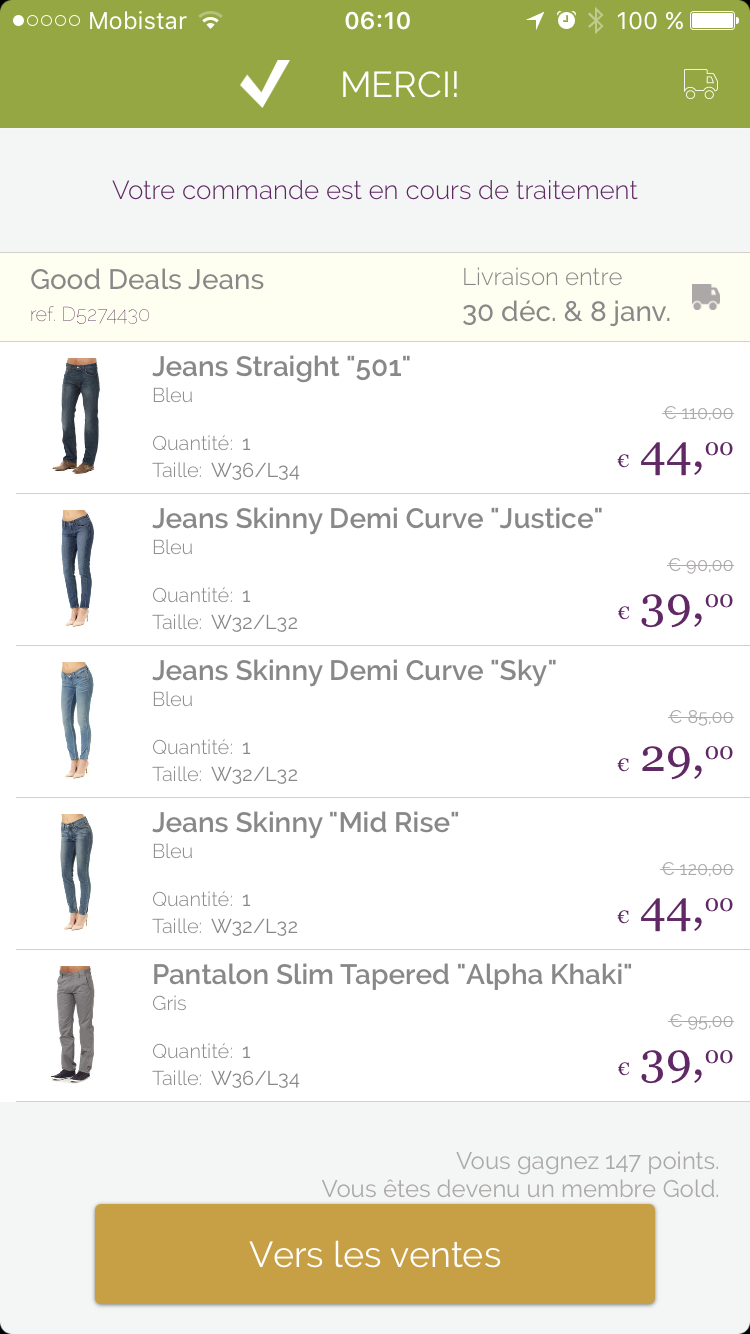 Mobistar 06:10 100 %
MERCI!
Votre commande est en cours de traitement
Good Deals Jeans
ref. D5274430
Livraison entre
30 déc. & 8 janv.
Jeans Straight "501"
Bleu
€ 110,00
Quantité: 1
€ 44,00
Taille: W36/L34
Jeans Skinny Demi Curve "Justice"
Bleu
€ 90,00
Quantité: 1
€ 39,00
Taille: W32/L32
Jeans Skinny Demi Curve "Sky"
Bleu
€ 85,00
Quantité: 1
€ 29,00
Taille: W32/L32
Jeans Skinny "Mid Rise"
Bleu
€ 120,00
Quantité: 1
€ 44,00
Taille: W32/L32
Pantalon Slim Tapered "Alpha Khaki"
Gris
€ 95,00
Quantité: 1
€ 39,00
Taille: W36/L34
Vous gagnez 147 points.
Vous êtes devenu un membre Gold.
Vers les ventes